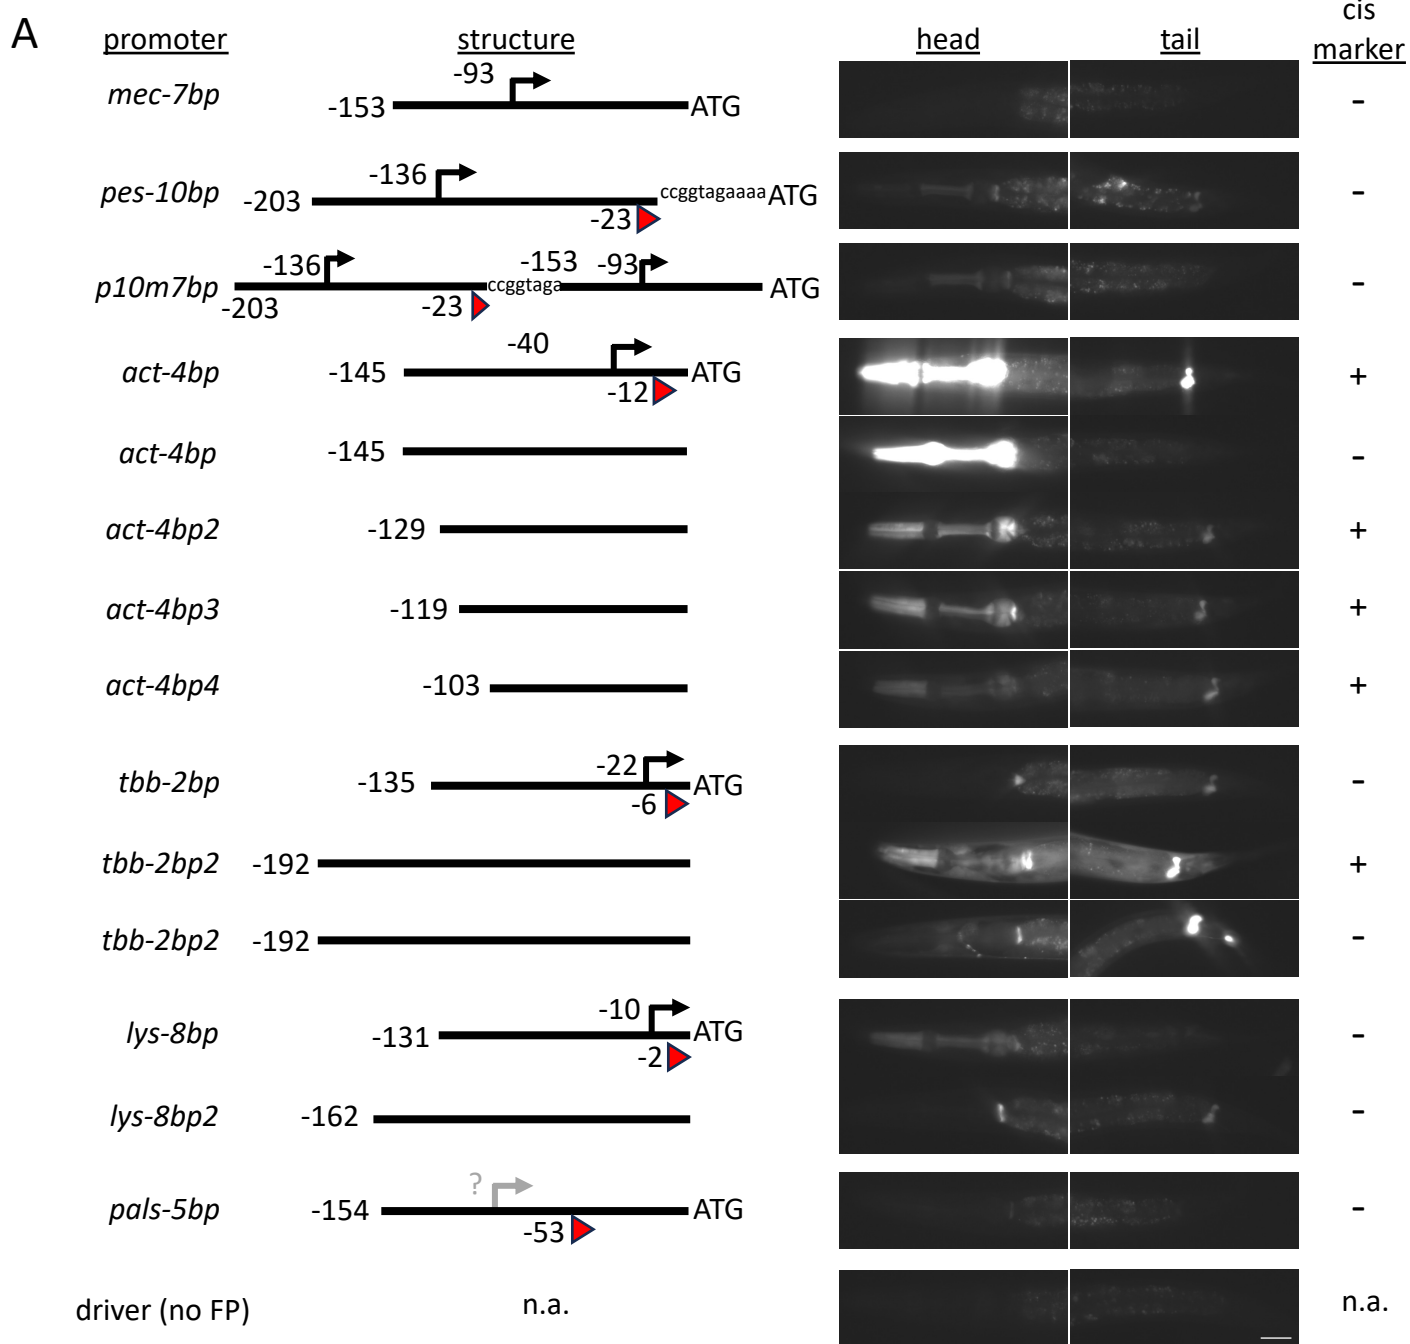 A
promoter structure head tail cis marker
mec-7bp -153 -93 ATG -
pes-10bp -203 -136 -23 ccggtagaaaa ATG -
p10m7bp -203 -136 -23 ccggtaga -153 -93 ATG -
act-4bp -145 -40 -12 ATG +
act-4bp -145 -
act-4bp2 -129 +
act-4bp3 -119 +
act-4bp4 -103 +
tbb-2bp -135 -22 -6 ATG -
tbb-2bp2 -192 +
tbb-2bp2 -192 -
lys-8bp -131 -10 -2 ATG -
lys-8bp2 -162 -
pals-5bp -154 ? -53 ATG -
driver (no FP) n.a. n.a.